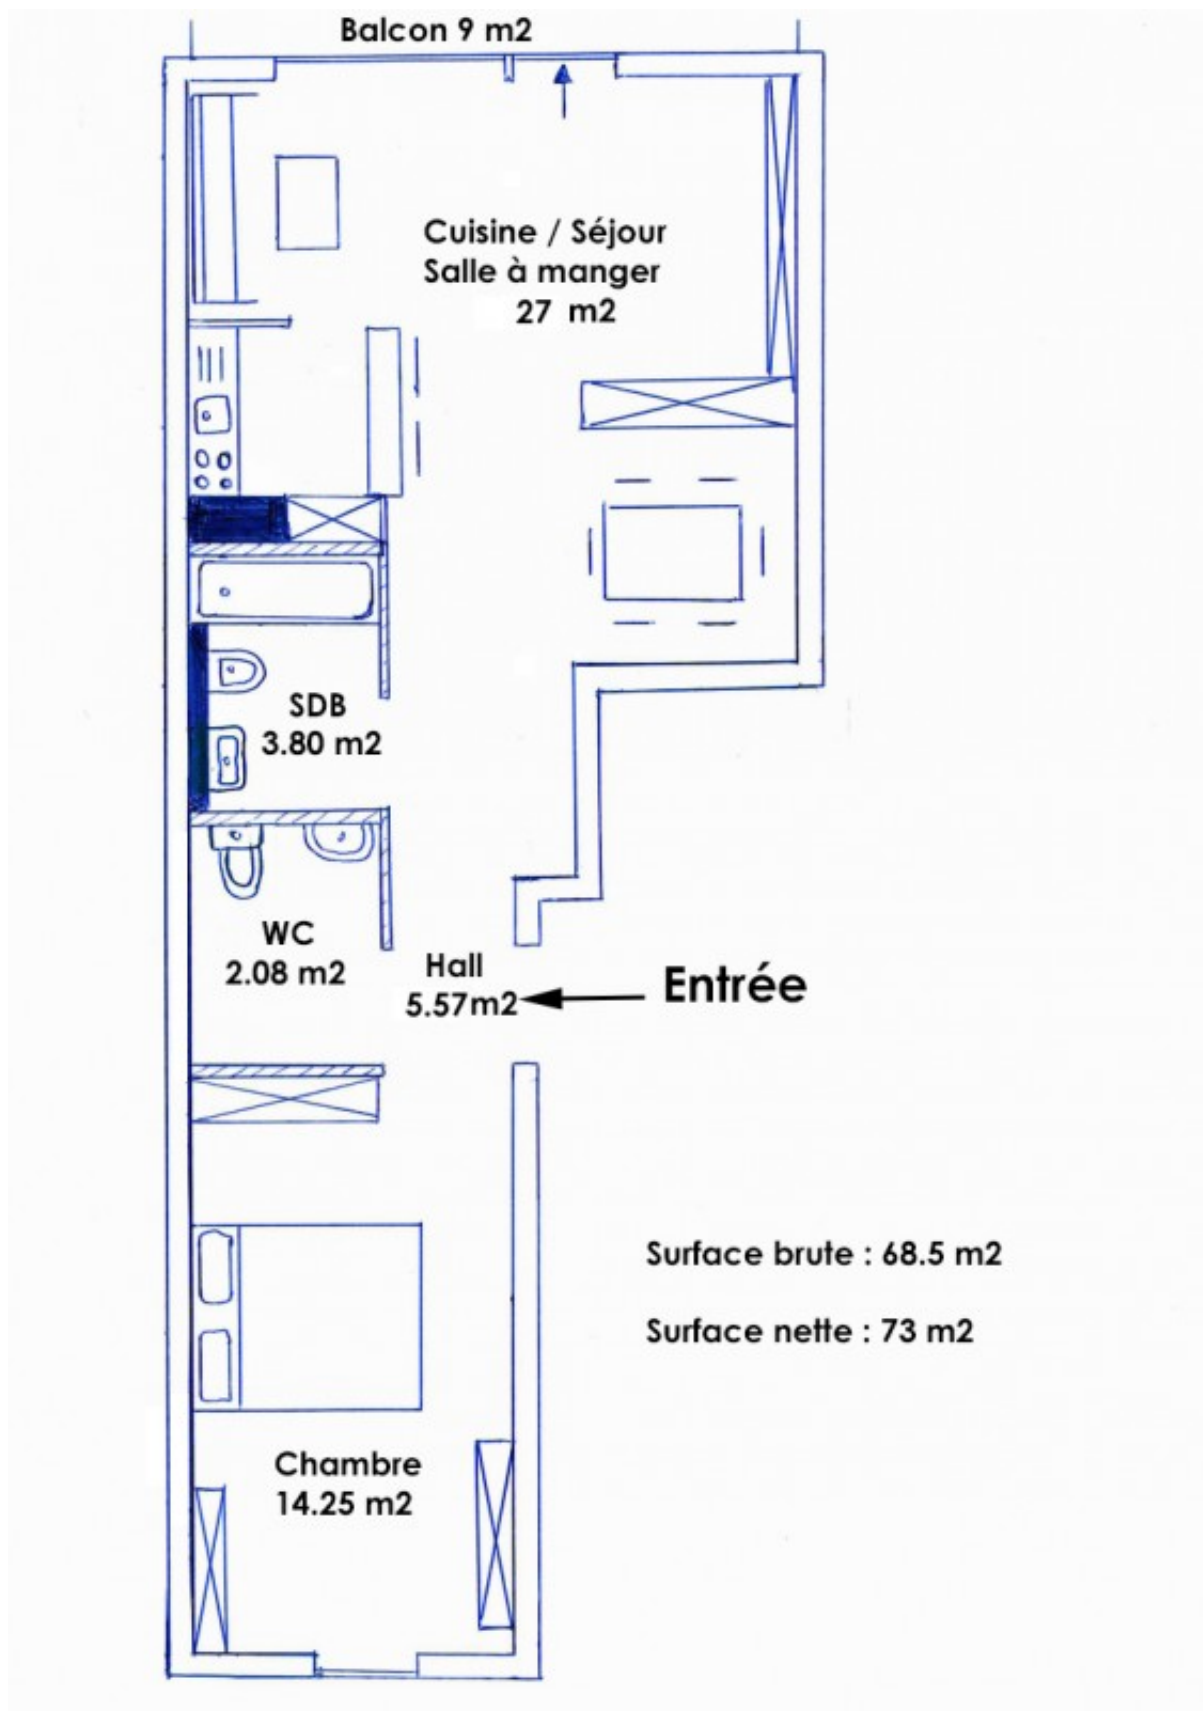 Balcon 9 m2
Cuisine / Séjour
Salle à manger
27 m2
SDB
3.80 m2
WC
2.08 m2
Hall
5.57m2
Entrée
Surface brute : 68.5 m2
Surface nette : 73 m2
Chambre
14.25 m2